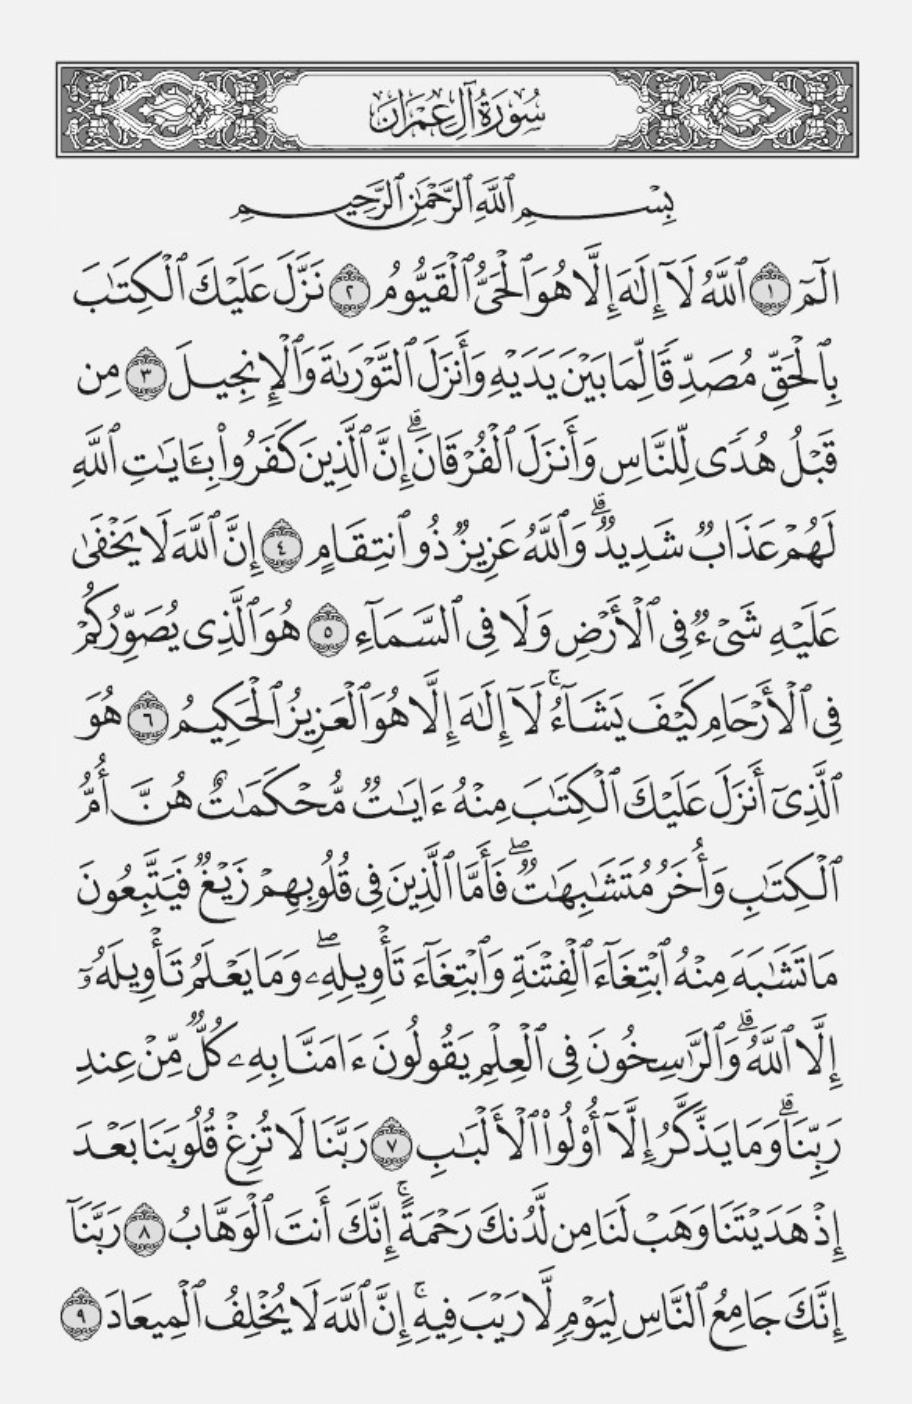 سُورَةُ آلِ عِمْرَانَ
بِسْمِ ٱللَّهِ ٱلرَّحْمَٰنِ ٱلرَّحِيمِ
الٓمٓ ١ ٱللَّهُ لَآ إِلَٰهَ إِلَّا هُوَ ٱلْحَىُّ ٱلْقَيُّومُ ٢ نَزَّلَ عَلَيْكَ ٱلْكِتَٰبَ
بِٱلْحَقِّ مُصَدِّقًا لِّمَا بَيْنَ يَدَيْهِ وَأَنزَلَ ٱلتَّوْرَىٰةَ وَٱلْإِنجِيلَ ٣ مِن
قَبْلُ هُدًى لِّلنَّاسِ وَأَنزَلَ ٱلْفُرْقَانَۗ إِنَّ ٱلَّذِينَ كَفَرُوا۟ بِـَٔايَٰتِ ٱللَّهِ
لَهُمْ عَذَابٌ شَدِيدٌۗ وَٱللَّهُ عَزِيزٌ ذُو ٱنتِقَامٍ ٤ إِنَّ ٱللَّهَ لَا يَخْفَىٰ
عَلَيْهِ شَىْءٌ فِى ٱلْأَرْضِ وَلَا فِى ٱلسَّمَآءِ ٥ هُوَ ٱلَّذِى يُصَوِّرُكُمْ
فِى ٱلْأَرْحَامِ كَيْفَ يَشَآءُۚ لَآ إِلَٰهَ إِلَّا هُوَ ٱلْعَزِيزُ ٱلْحَكِيمُ ٦ هُوَ
ٱلَّذِىٓ أَنزَلَ عَلَيْكَ ٱلْكِتَٰبَ مِنْهُ ءَايَٰتٌ مُّحْكَمَٰتٌ هُنَّ أُمُّ
ٱلْكِتَٰبِ وَأُخَرُ مُتَشَٰبِهَٰتٌۖ فَأَمَّا ٱلَّذِينَ فِى قُلُوبِهِمْ زَيْغٌ فَيَتَّبِعُونَ
مَا تَشَٰبَهَ مِنْهُ ٱبْتِغَآءَ ٱلْفِتْنَةِ وَٱبْتِغَآءَ تَأْوِيلِهِۦۖ وَمَا يَعْلَمُ تَأْوِيلَهُۥٓ
إِلَّا ٱللَّهُۗ وَٱلرَّٰسِخُونَ فِى ٱلْعِلْمِ يَقُولُونَ ءَامَنَّا بِهِۦ كُلٌّ مِّنْ عِندِ
رَبِّنَاۗ وَمَا يَذَّكَّرُ إِلَّآ أُو۟لُوا۟ ٱلْأَلْبَٰبِ ٧ رَبَّنَا لَا تُزِغْ قُلُوبَنَا بَعْدَ
إِذْ هَدَيْتَنَا وَهَبْ لَنَا مِن لَّدُنكَ رَحْمَةًۚ إِنَّكَ أَنتَ ٱلْوَهَّابُ ٨ رَبَّنَآ
إِنَّكَ جَامِعُ ٱلنَّاسِ لِيَوْمٍ لَّا رَيْبَ فِيهِۚ إِنَّ ٱللَّهَ لَا يُخْلِفُ ٱلْمِيعَادَ ٩